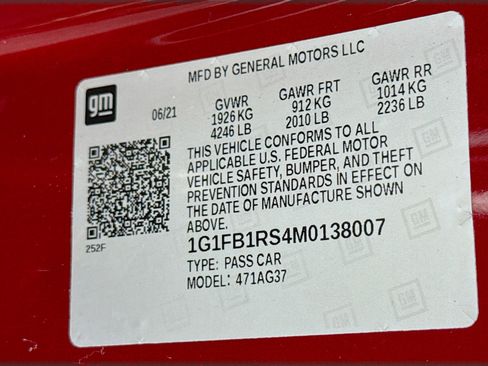 MFD BY GENERAL MOTORS LLC
gm
06/21 GVWR GAWR FRT GAWR RR
1926 KG 912 KG 1014 KG
4246 LB 2010 LB 2236 LB
THIS VEHICLE CONFORMS TO ALL
APPLICABLE U.S. FEDERAL MOTOR
VEHICLE SAFETY, BUMPER, AND THEFT
PREVENTION STANDARDS IN EFFECT ON
THE DATE OF MANUFACTURE SHOWN
ABOVE.
252F
1G1FB1RS4M0138007
TYPE: PASS CAR
MODEL: 471AG37